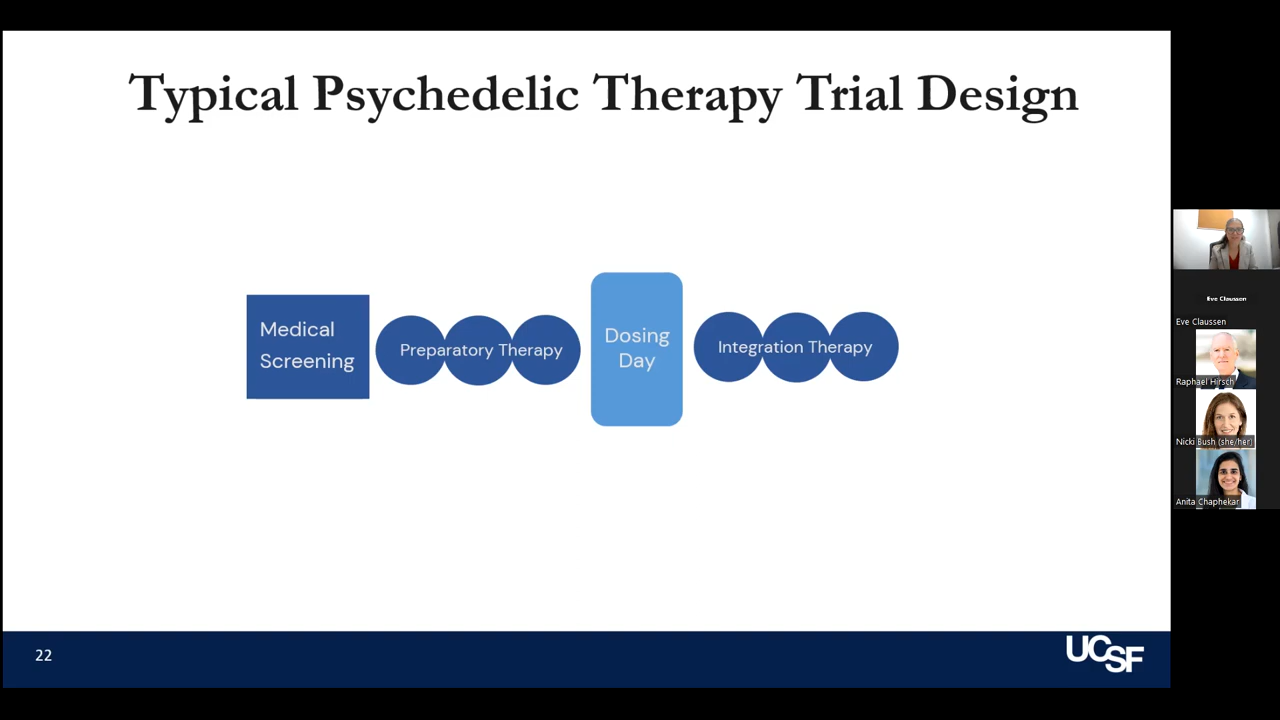 Typical Psychedelic Therapy Trial Design
Medical
Screening
Preparatory Therapy
Dosing
Day
Integration Therapy
22
UCSF
Eve Claussen
Eve Claussen
Raphael Hirsch
Nicki Bush (she/her)
Anita Chaphekar